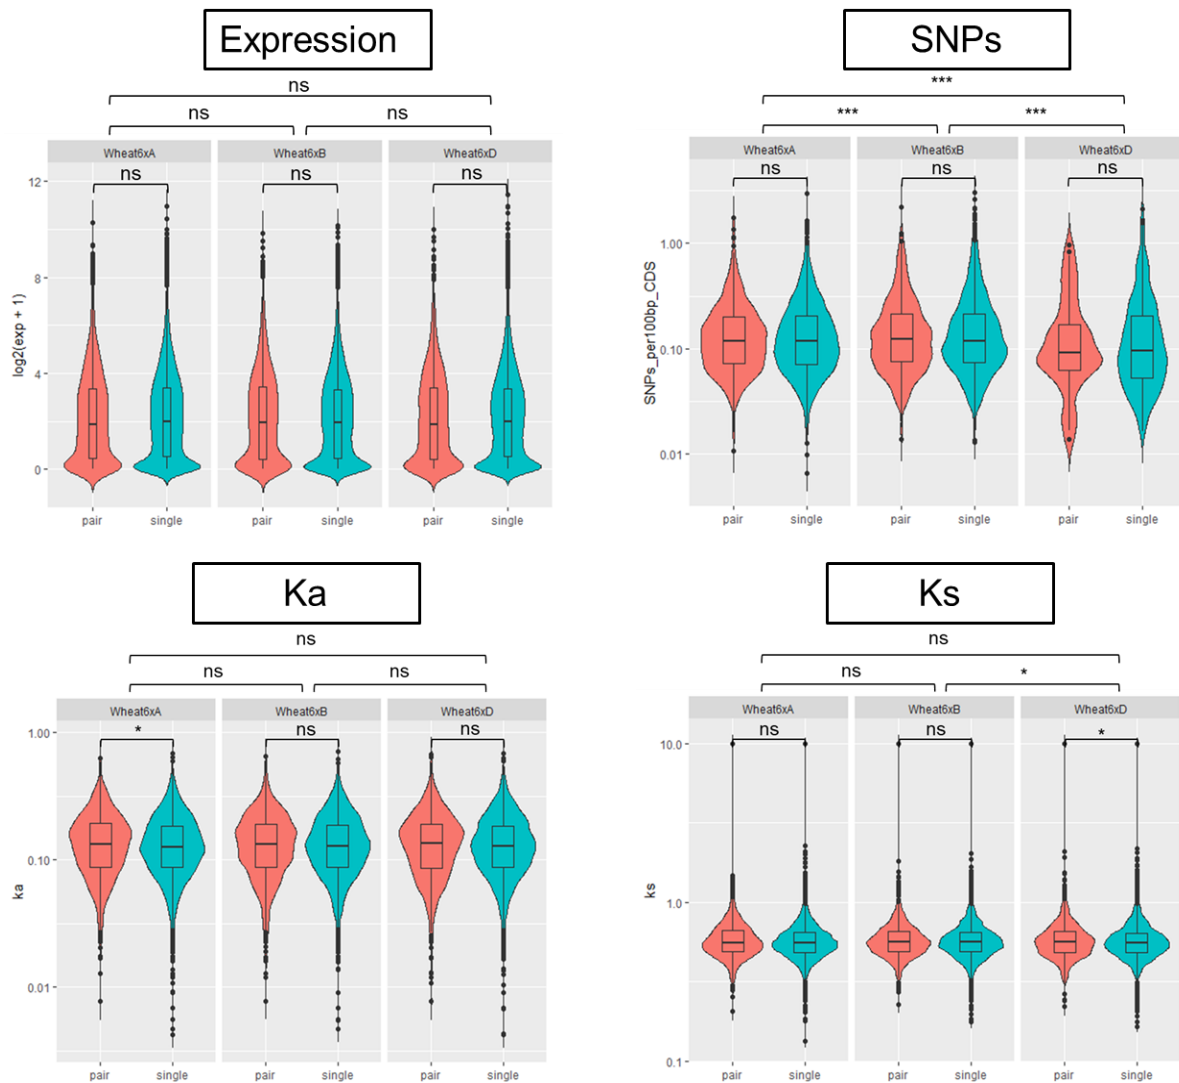 Expression
ns
ns ns
Wheat6xA Wheat6xB Wheat6xD
ns ns ns
12
8
4
0
log2(exp + 1)
pair single pair single pair single
SNPs
***
*** ***
Wheat6xA Wheat6xB Wheat6xD
ns ns ns
1.00
0.10
0.01
SNPs_per100bp_CDS
pair single pair single pair single
Ka
ns
ns ns
Wheat6xA Wheat6xB Wheat6xD
* ns ns
1.00
0.10
0.01
ka
pair single pair single pair single
Ks
ns
ns *
Wheat6xA Wheat6xB Wheat6xD
ns ns *
10.0
1.0
0.1
ks
pair single pair single pair single